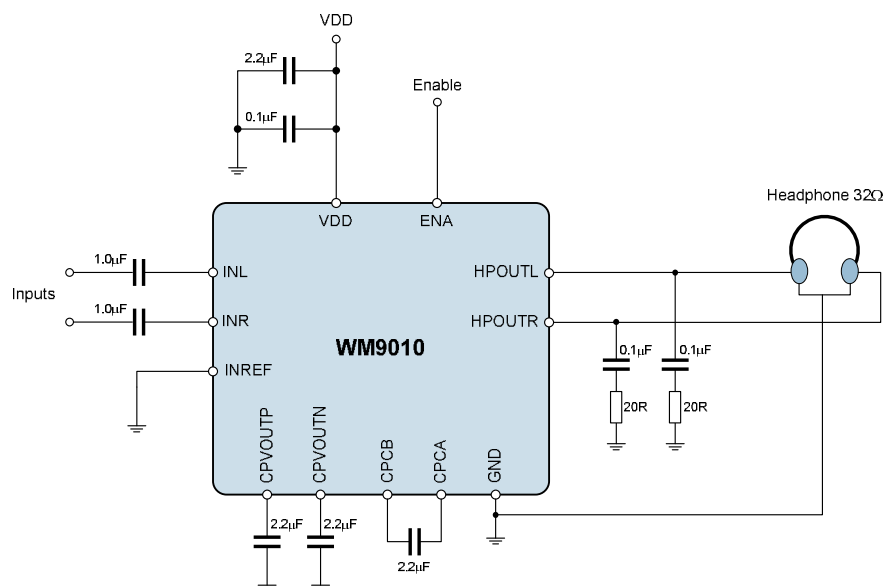 VDD
2.2µF
Enable
0.1µF
Headphone 32Ω
VDD
ENA
1.0µF
INL
HPOUTL
Inputs
1.0µF
INR
HPOUTR
WM9010
0.1µF
0.1µF
INREF
20R
20R
CPVOUTP
CPVOUTN
CPCB
CPCA
GND
2.2µF
2.2µF
2.2µF